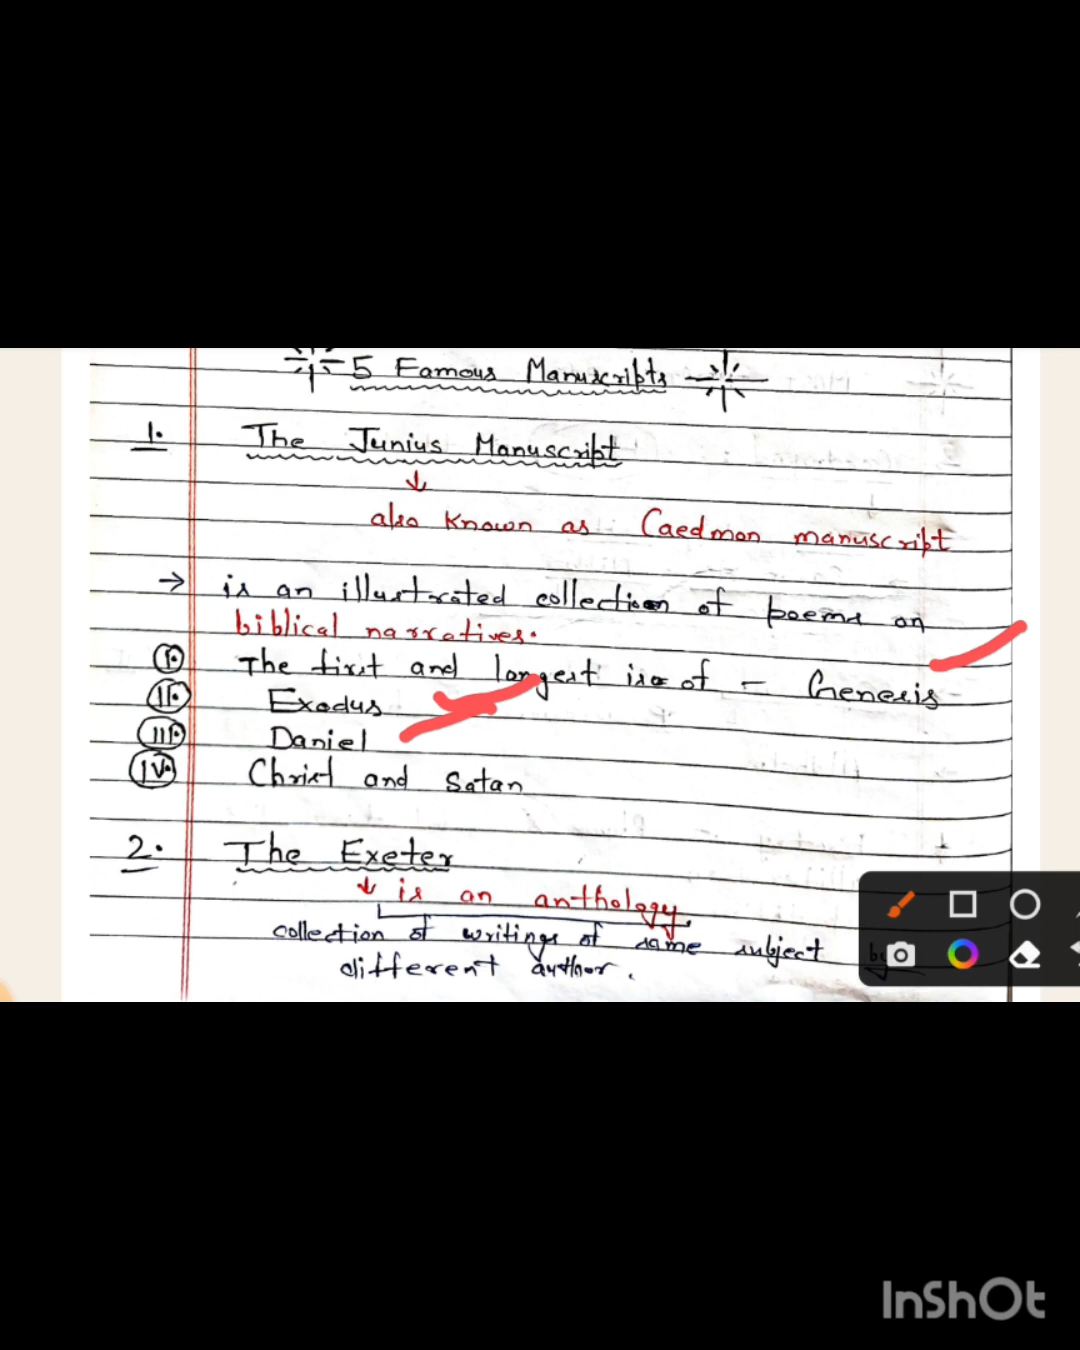 5 Famous Manuscripts
1. The Junius Manuscript
↓
also known as Caedmon manuscript
→ is an illustrated collection of poems on
biblical narratives.
I. The first and longest is of - Genesis
II. Exodus
III. Daniel
IV. Christ and Satan
2. The Exeter
↓ is an anthology
collection of writings of same subject by
different author.
InShOt